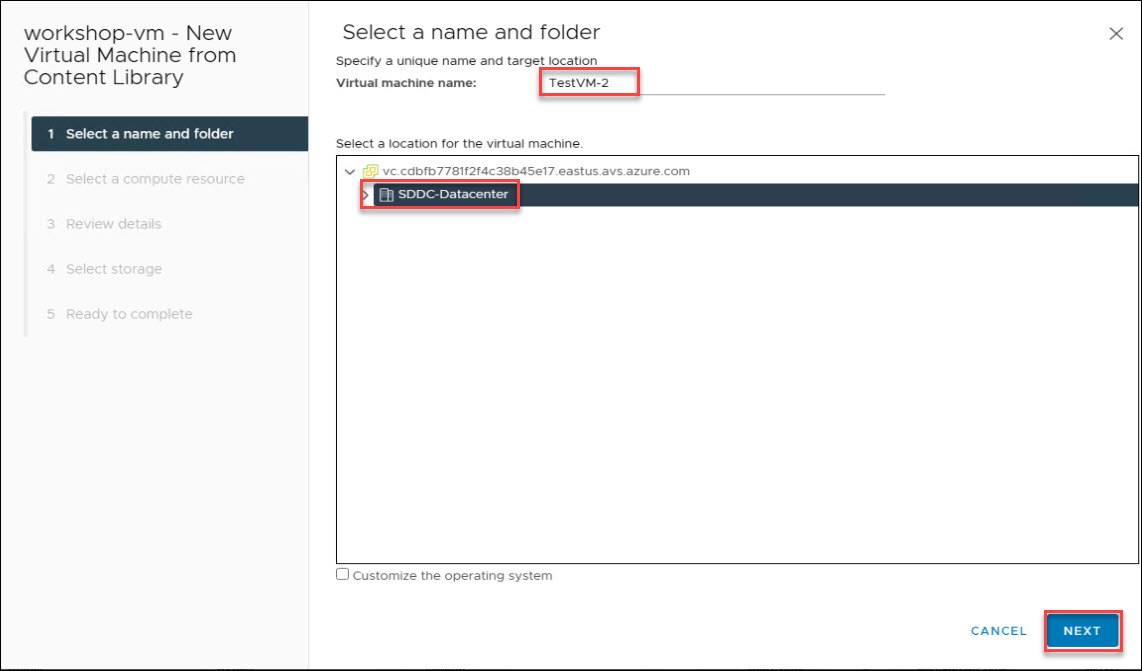 workshop-vm - New
Virtual Machine from
Content Library
1 Select a name and folder
2 Select a compute resource
3 Review details
4 Select storage
5 Ready to complete
Select a name and folder
Specify a unique name and target location
Virtual machine name: TestVM-2
Select a location for the virtual machine.
vc.cdbfb7781f2f4c38b45e17.eastus.avs.azure.com
SDDC-Datacenter
Customize the operating system
CANCEL NEXT